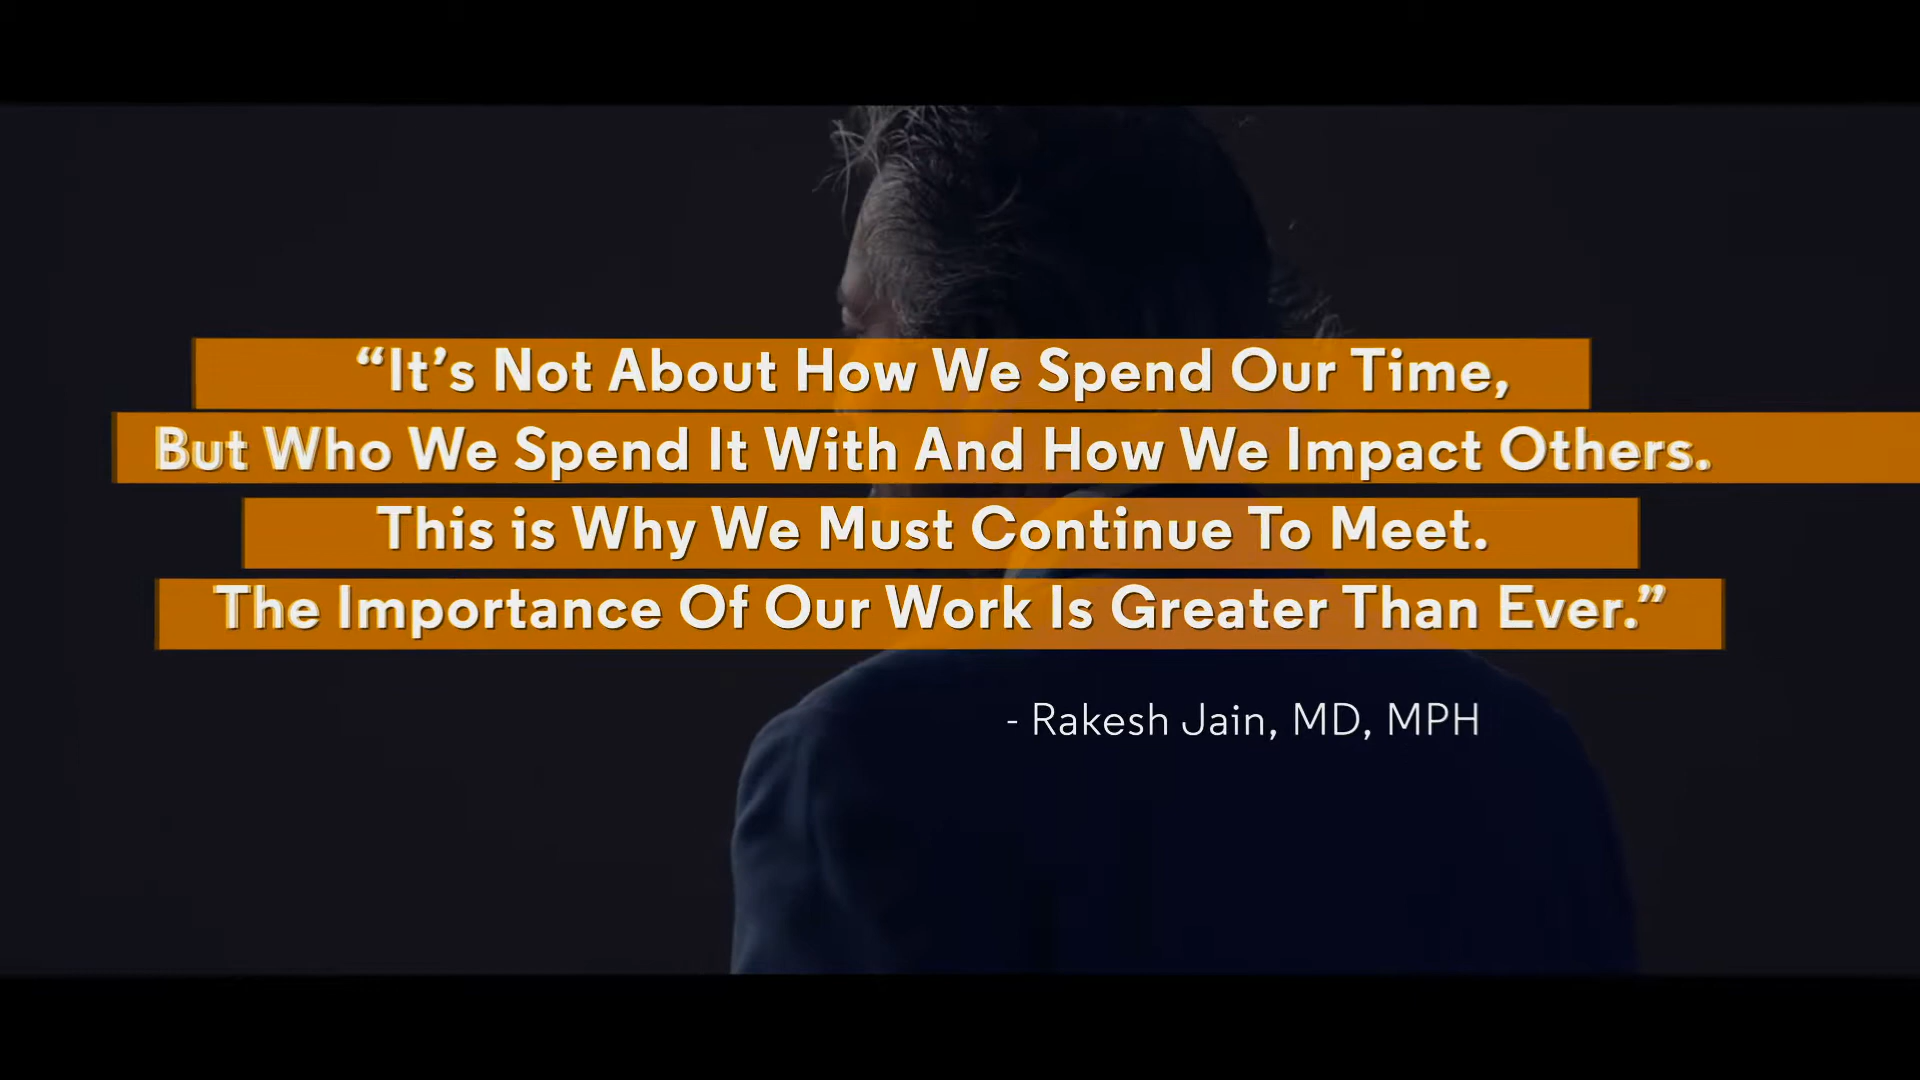 “It’s Not About How We Spend Our Time,
But Who We Spend It With And How We Impact Others.
This is Why We Must Continue To Meet.
The Importance Of Our Work Is Greater Than Ever.”
- Rakesh Jain, MD, MPH